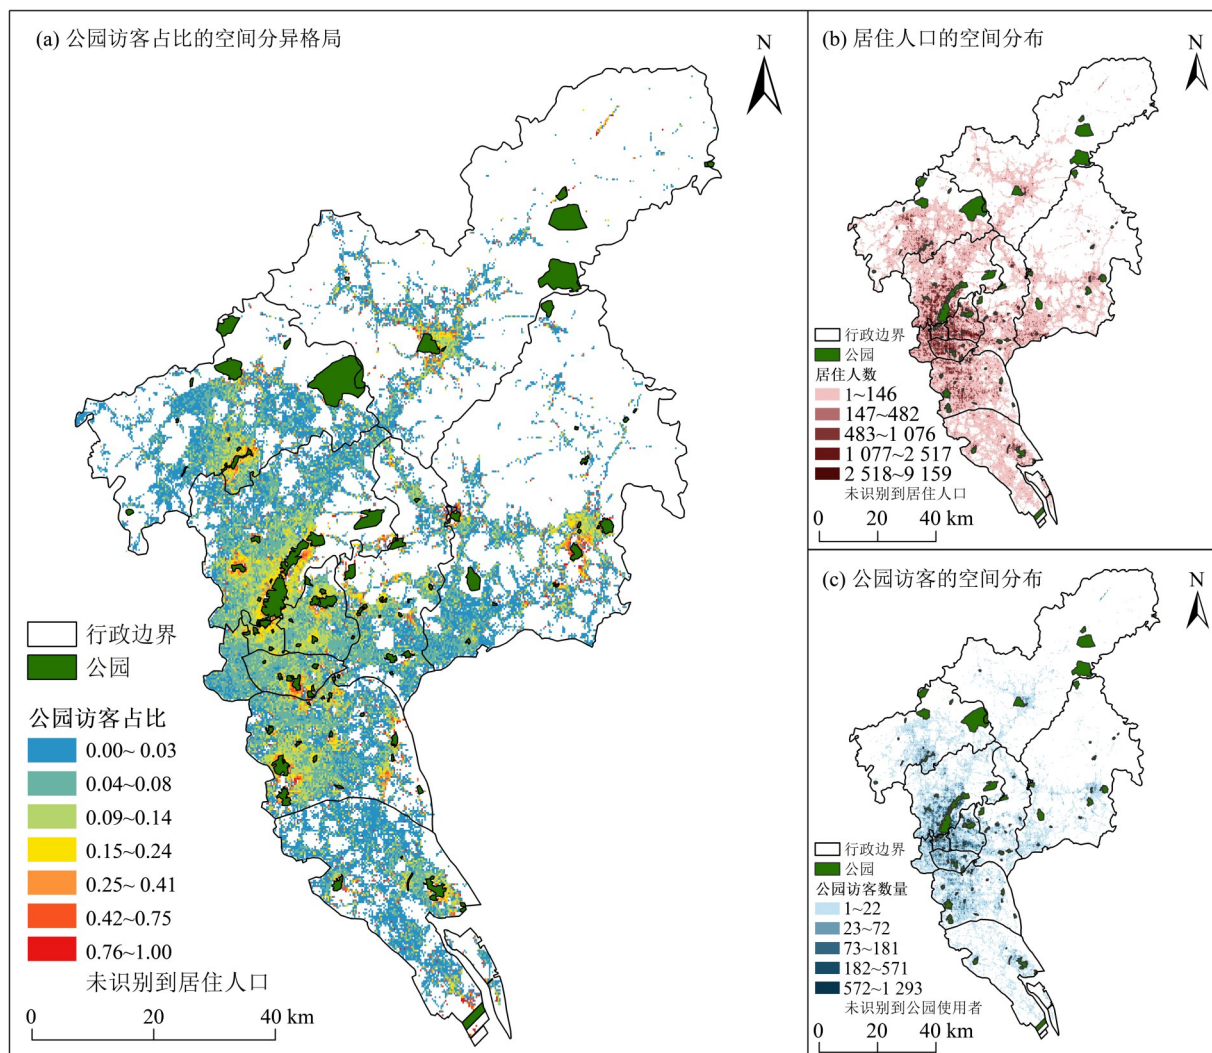 (a) 公园访客占比的空间分异格局
N
行政边界
公园
公园访客占比
0.00~ 0.03
0.04~0.08
0.09~0.14
0.15~0.24
0.25~ 0.41
0.42~0.75
0.76~1.00
未识别到居住人口
0 20 40 km
(b) 居住人口的空间分布
N
行政边界
公园
居住人数
1~146
147~482
483~1 076
1 077~2 517
2 518~9 159
未识别到居住人口
0 20 40 km
(c) 公园访客的空间分布
N
行政边界
公园
公园访客数量
1~22
23~72
73~181
182~571
572~1 293
未识别到公园使用者
0 20 40 km